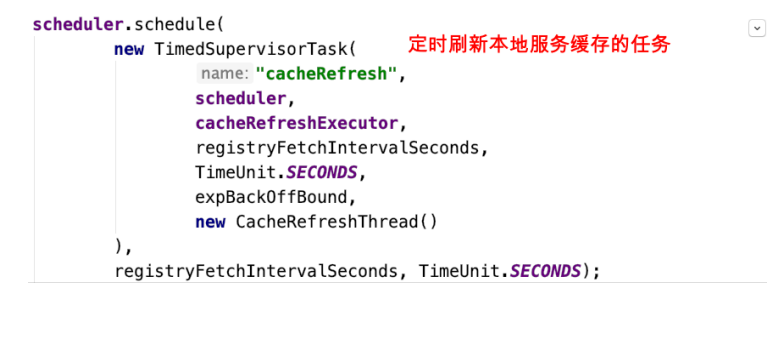 scheduler.schedule(
new TimedSupervisorTask( 定时刷新本地服务缓存的任务
name: "cacheRefresh",
scheduler,
cacheRefreshExecutor,
registryFetchIntervalSeconds,
TimeUnit.SECONDS,
expBackOffBound,
new CacheRefreshThread()
),
registryFetchIntervalSeconds, TimeUnit.SECONDS);